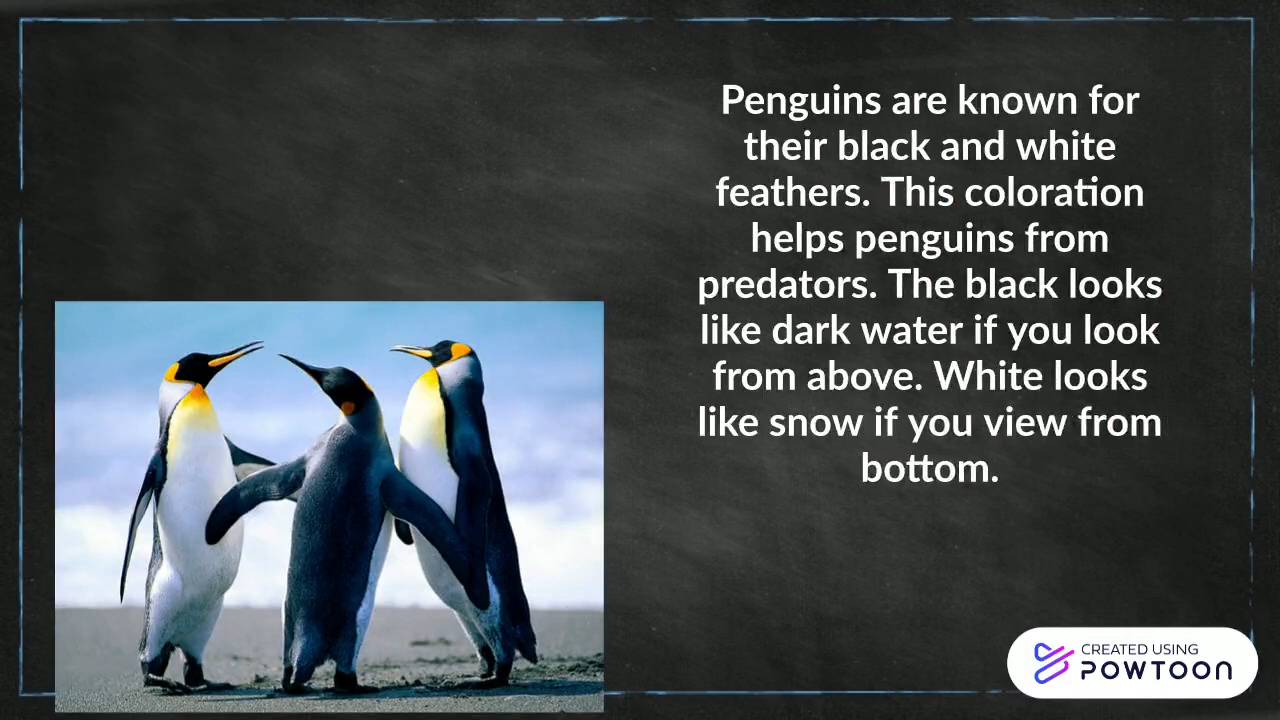 Penguins are known for
their black and white
feathers. This coloration
helps penguins from
predators. The black looks
like dark water if you look
from above. White looks
like snow if you view from
bottom.
CREATED USING
POWTOON